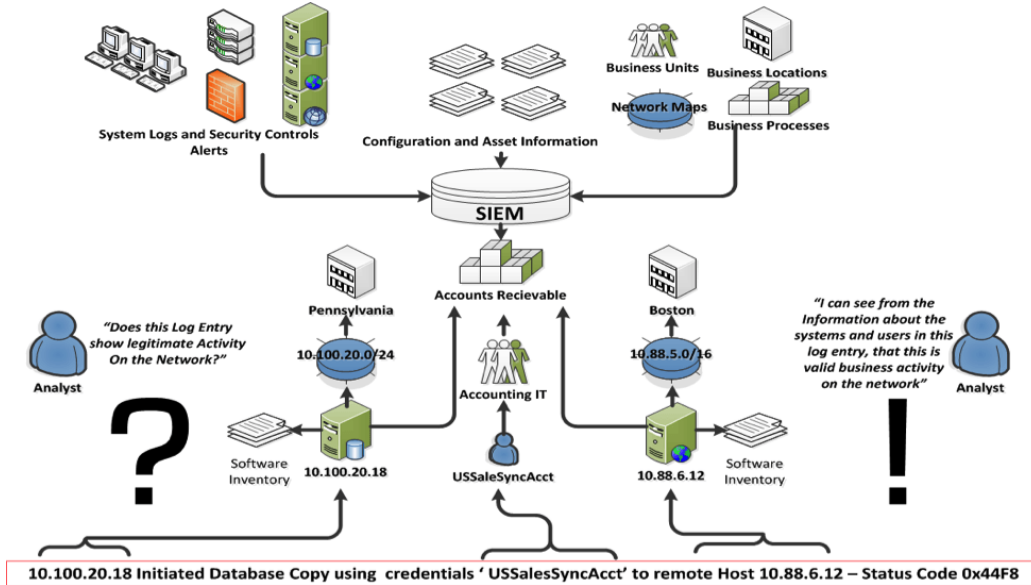 System Logs and Security Controls
Alerts
Configuration and Asset Information
Business Units
Business Locations
Network Maps
Business Processes
SIEM
Accounts Recievable
Pennsylvania
Boston
“Does this Log Entry
show legitimate Activity
On the Network?”
Analyst
?
10.100.20.0/24
Accounting IT
10.88.5.0/16
“I can see from the
Information about the
systems and users in this
log entry, that this is
valid business activity
on the network”
Analyst
!
Software
Inventory
10.100.20.18
USSaleSyncAcct
10.88.6.12
Software
Inventory
10.100.20.18 Initiated Database Copy using credentials ‘ USSalesSyncAcct’ to remote Host 10.88.6.12 – Status Code 0x44F8